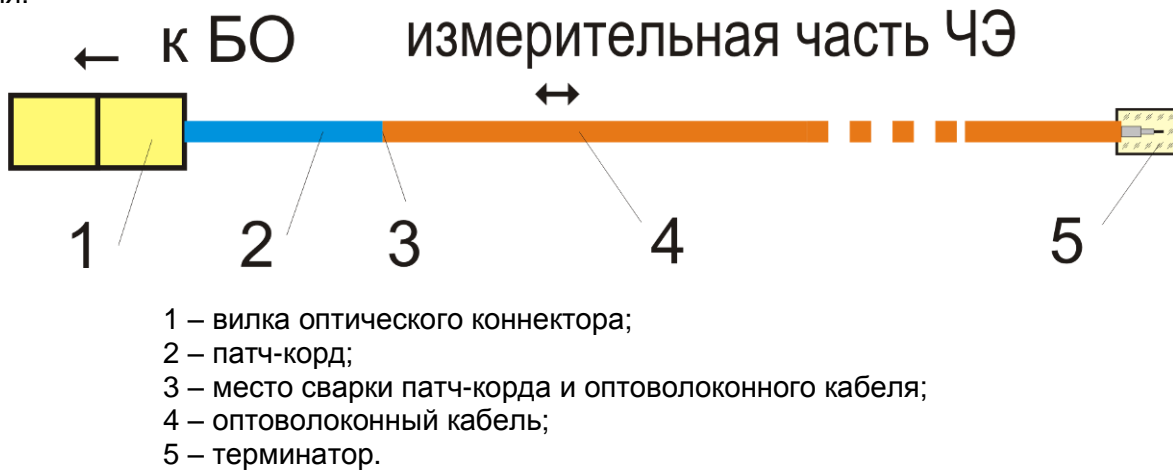 к БО измерительная часть ЧЭ
1 2 3 4 5
1 – вилка оптического коннектора;
2 – патч-корд;
3 – место сварки патч-корда и оптоволоконного кабеля;
4 – оптоволоконный кабель;
5 – терминатор.